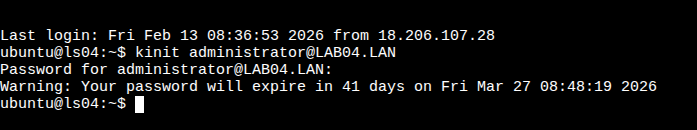 Last login: Fri Feb 13 08:36:53 2026 from 18.206.107.28
ubuntu@ls04:~$ kinit administrator@LAB04.LAN
Password for administrator@LAB04.LAN:
Warning: Your password will expire in 41 days on Fri Mar 27 08:48:19 2026
ubuntu@ls04:~$